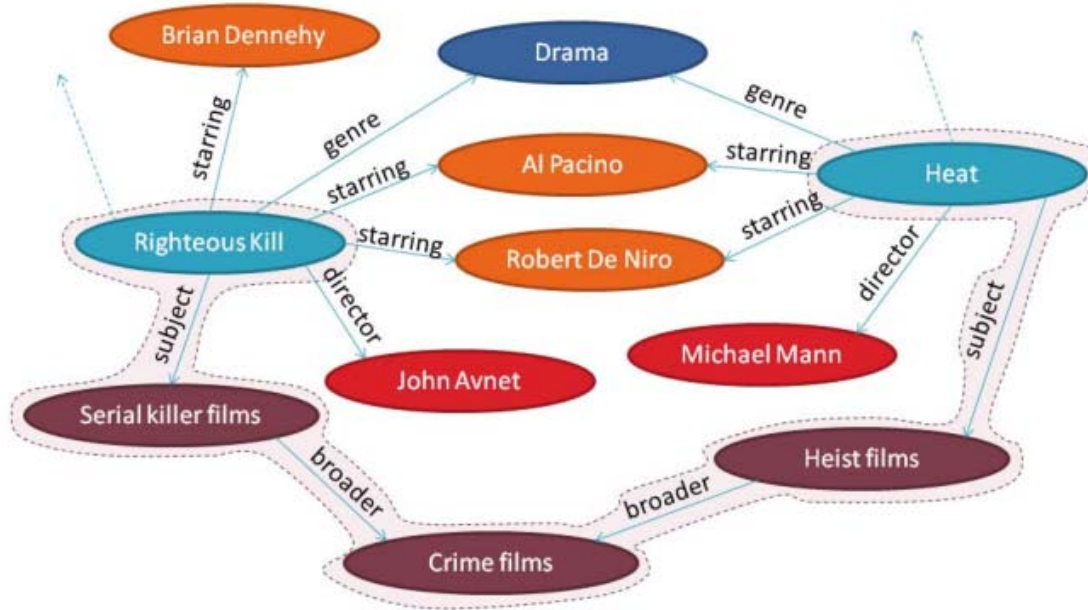 Brian Dennehy
Drama
starring
genre
genre
Al Pacino
starring
starring
Heat
Righteous Kill
starring
starring
Robert De Niro
director
director
subject
subject
Michael Mann
John Avnet
Serial killer films
Heist films
broader
broader
Crime films